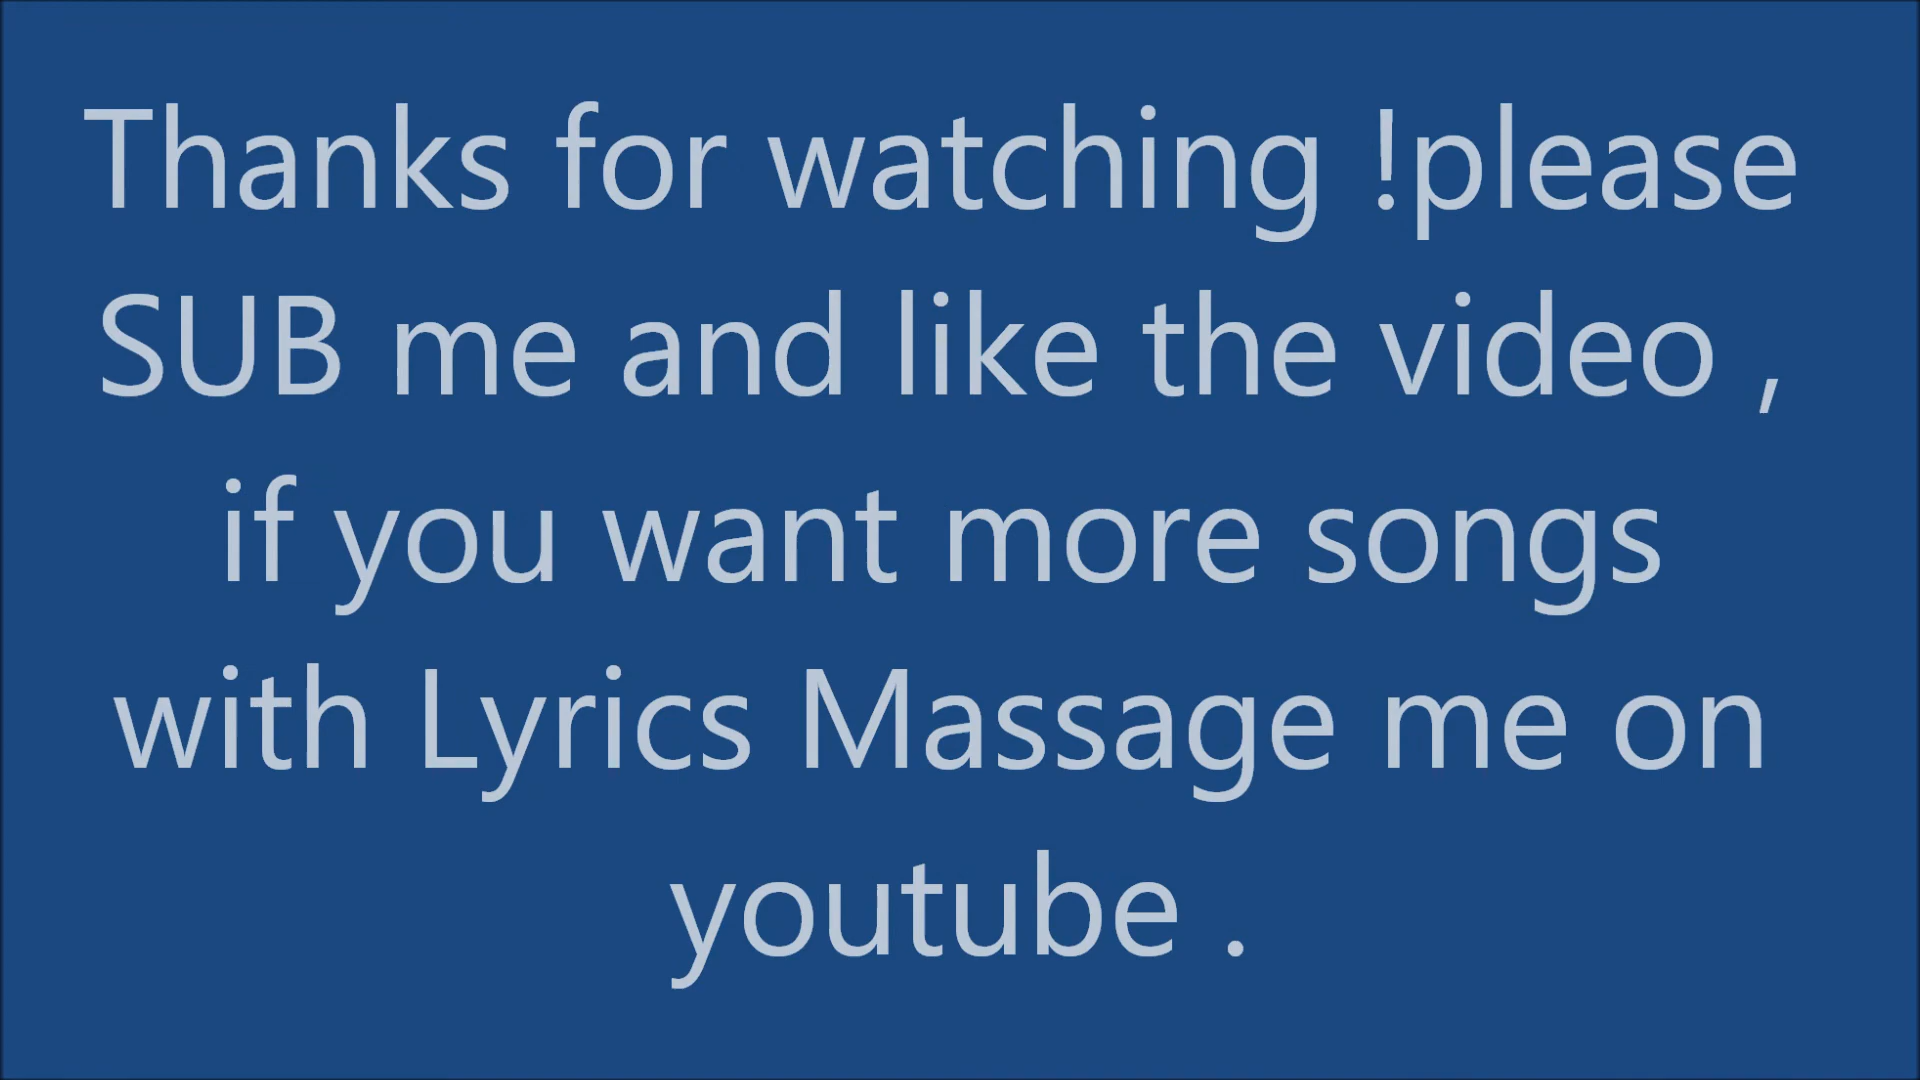 Thanks for watching !please
SUB me and like the video ,
if you want more songs
with Lyrics Massage me on
youtube .